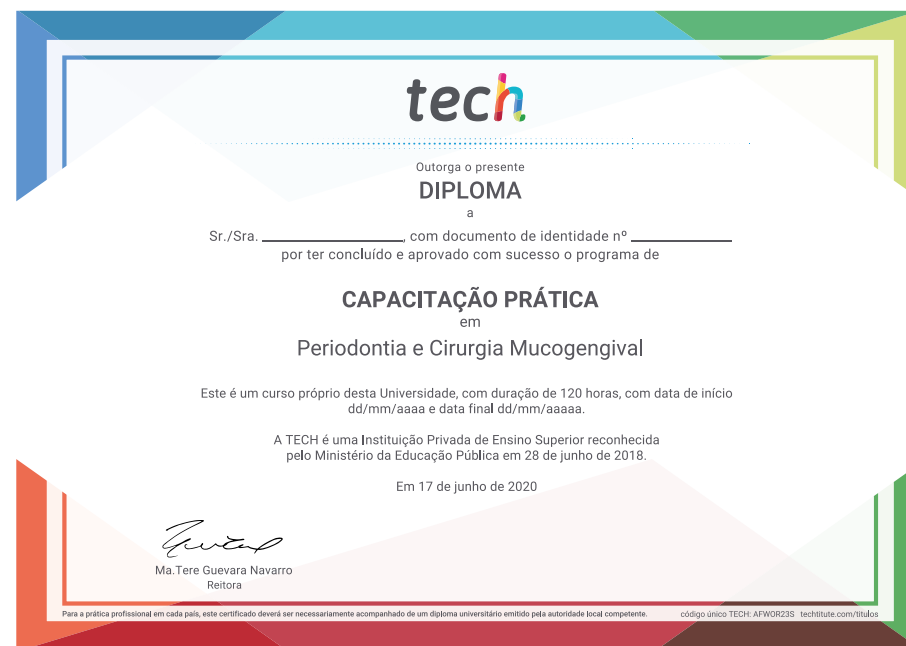 tech
Outorga o presente
DIPLOMA
a
Sr./Sra. ___________________, com documento de identidade nº _____________
por ter concluído e aprovado com sucesso o programa de
CAPACITAÇÃO PRÁTICA
em
Periodontia e Cirurgia Mucogengival
Este é um curso próprio desta Universidade, com duração de 120 horas, com data de início
dd/mm/aaaa e data final dd/mm/aaaaa.
A TECH é uma Instituição Privada de Ensino Superior reconhecida
pelo Ministério da Educação Pública em 28 de junho de 2018.
Em 17 de junho de 2020
Ma.Tere Guevara Navarro
Reitora
Para a prática profissional em cada país, este certificado deverá ser necessariamente acompanhado de um diploma universitário emitido pela autoridade local competente. código único TECH: AFWOR23S techtitute.com/titulos